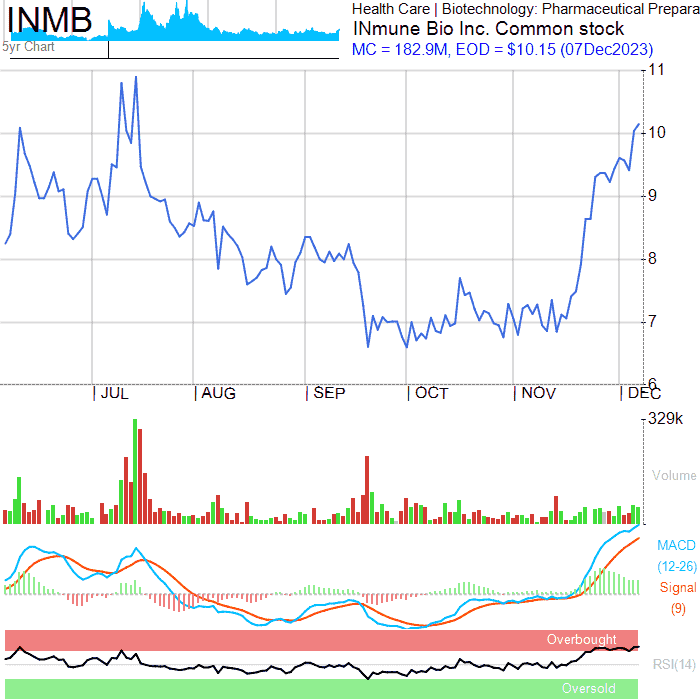 INMB
Health Care | Biotechnology: Pharmaceutical Prepara
INmune Bio Inc. Common stock
MC = 182.9M, EOD = $10.15 (07Dec2023)
5yr Chart
11
10
9
8
7
6
JUL
AUG
SEP
OCT
NOV
DEC
329k
Volume
MACD
(12-26)
Signal
(9)
Overbought
RSI(14)
Oversold